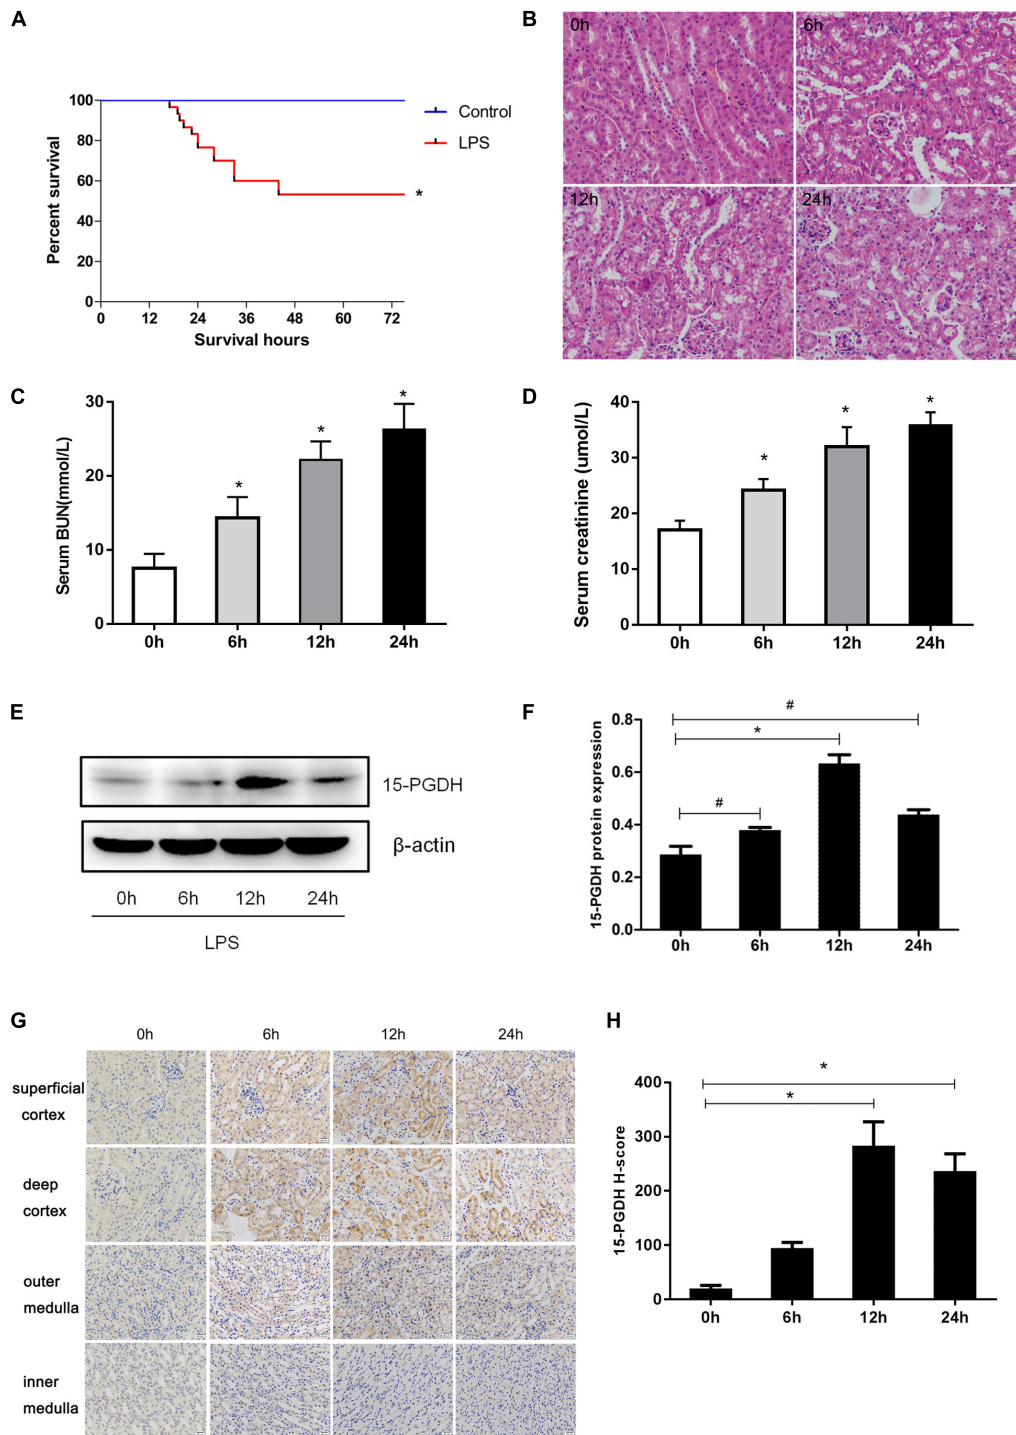 A
100
80
60
40
20
0
Percent survival
0 12 24 36 48 60 72
Survival hours
Control
LPS
*
B
0h
6h
12h
24h
C
30
20
10
0
Serum BUN(mmol/L)
* * *
0h 6h 12h 24h
D
40
30
20
10
0
Serum creatinine (umol/L)
* * *
0h 6h 12h 24h
E
15-PGDH
β-actin
0h 6h 12h 24h
LPS
F
0.8
0.6
0.4
0.2
0.0
15-PGDH protein expression
#
*
#
0h 6h 12h 24h
G
0h 6h 12h 24h
superficial
cortex
deep
cortex
outer
medulla
inner
medulla
H
400
300
200
100
0
15-PGDH H-score
*
*
0h 6h 12h 24h